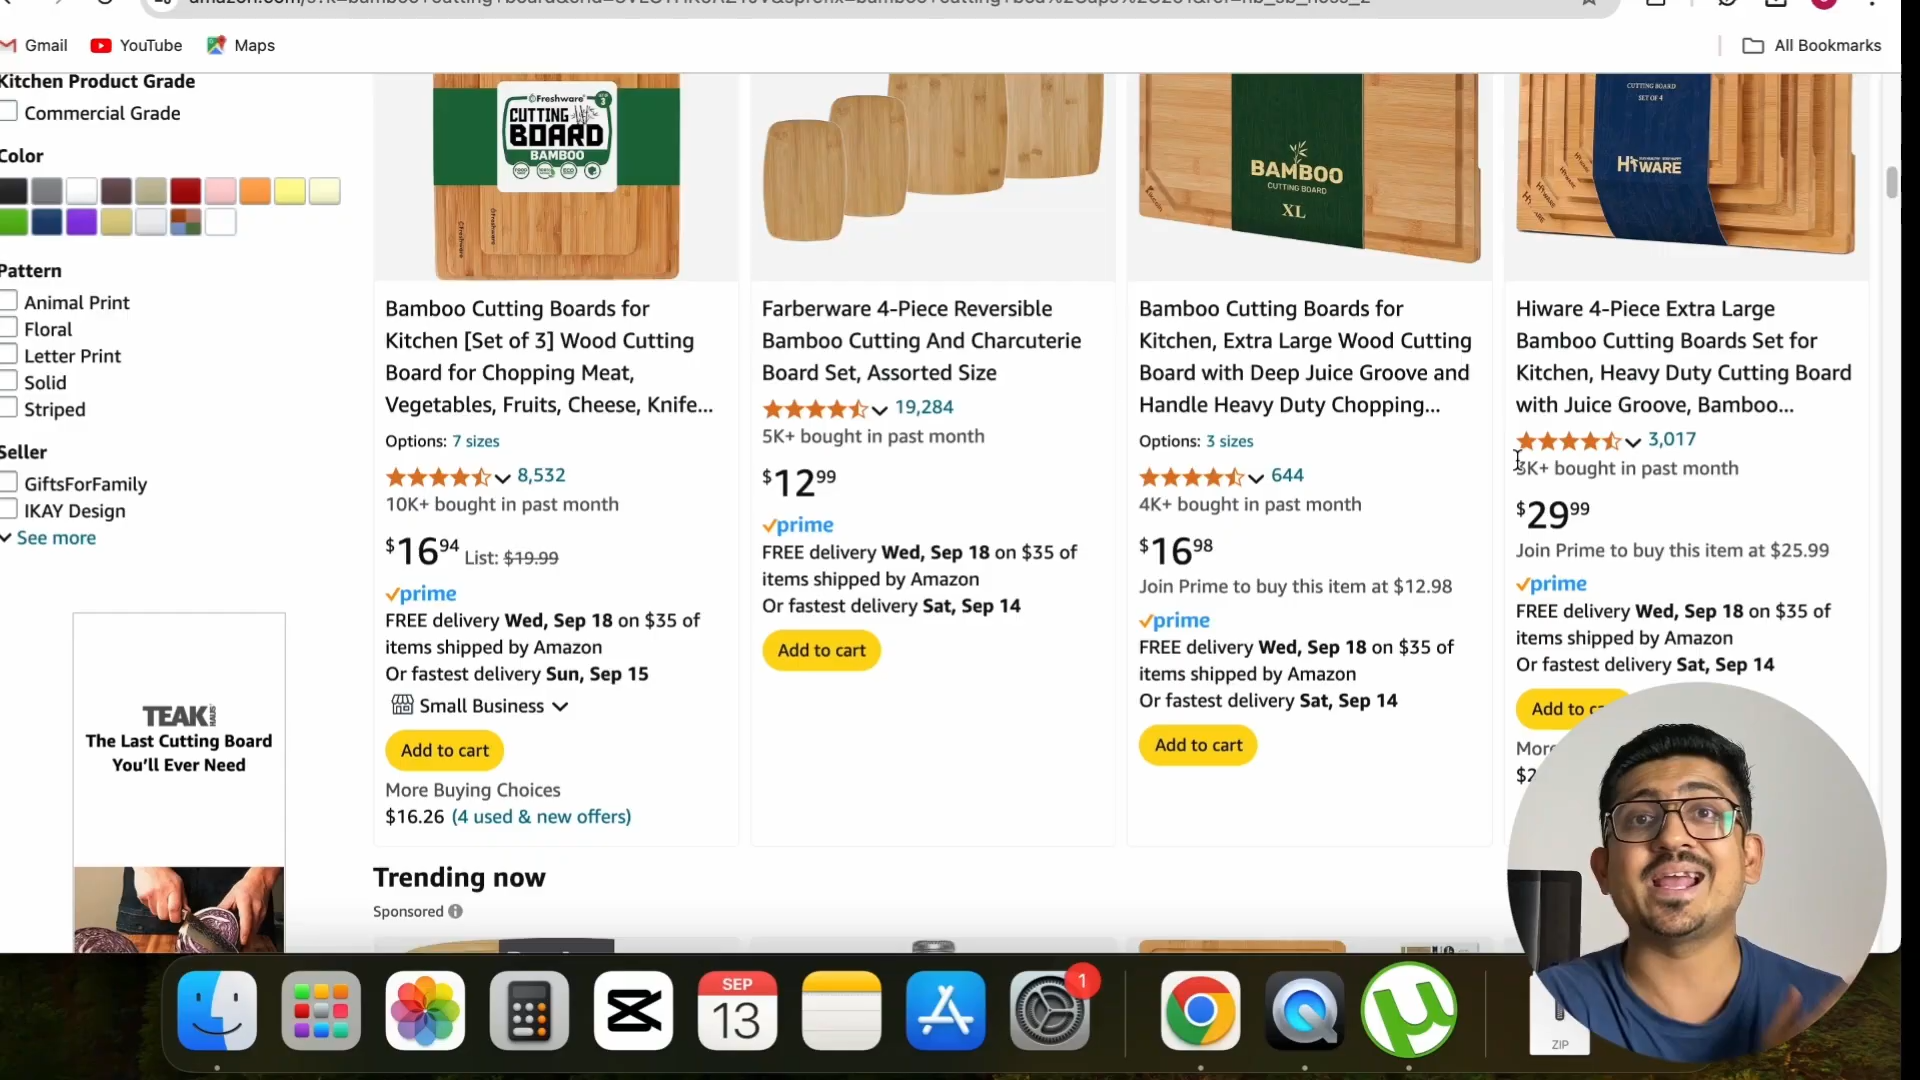 Gmail
YouTube
Maps
All Bookmarks
Kitchen Product Grade
Commercial Grade
Color
Pattern
Animal Print
Floral
Letter Print
Solid
Striped
Seller
GiftsForFamily
IKAY Design
See more
TEAK HAUS
The Last Cutting Board
You'll Ever Need
Freshware
CUTTING
BOARD
BAMBOO
Bamboo Cutting Boards for
Kitchen [Set of 3] Wood Cutting
Board for Chopping Meat,
Vegetables, Fruits, Cheese, Knife...
Options: 7 sizes
8,532
10K+ bought in past month
$16 94 List: $19.99
prime
FREE delivery Wed, Sep 18 on $35 of
items shipped by Amazon
Or fastest delivery Sun, Sep 15
Small Business
Add to cart
More Buying Choices
$16.26 (4 used & new offers)
Farberware 4-Piece Reversible
Bamboo Cutting And Charcuterie
Board Set, Assorted Size
19,284
5K+ bought in past month
$12 99
prime
FREE delivery Wed, Sep 18 on $35 of
items shipped by Amazon
Or fastest delivery Sat, Sep 14
Add to cart
BAMBOO
CUTTING BOARD
XL
Bamboo Cutting Boards for
Kitchen, Extra Large Wood Cutting
Board with Deep Juice Groove and
Handle Heavy Duty Chopping...
Options: 3 sizes
644
4K+ bought in past month
$16 98
Join Prime to buy this item at $12.98
prime
FREE delivery Wed, Sep 18 on $35 of
items shipped by Amazon
Or fastest delivery Sat, Sep 14
Add to cart
CUTTING BOARD
SET OF 4
HIWARE
Hiware 4-Piece Extra Large
Bamboo Cutting Boards Set for
Kitchen, Heavy Duty Cutting Board
with Juice Groove, Bamboo...
3,017
3K+ bought in past month
$29 99
Join Prime to buy this item at $25.99
prime
FREE delivery Wed, Sep 18 on $35 of
items shipped by Amazon
Or fastest delivery Sat, Sep 14
Add to
Trending now
Sponsored
SEP
13
1
ZIP